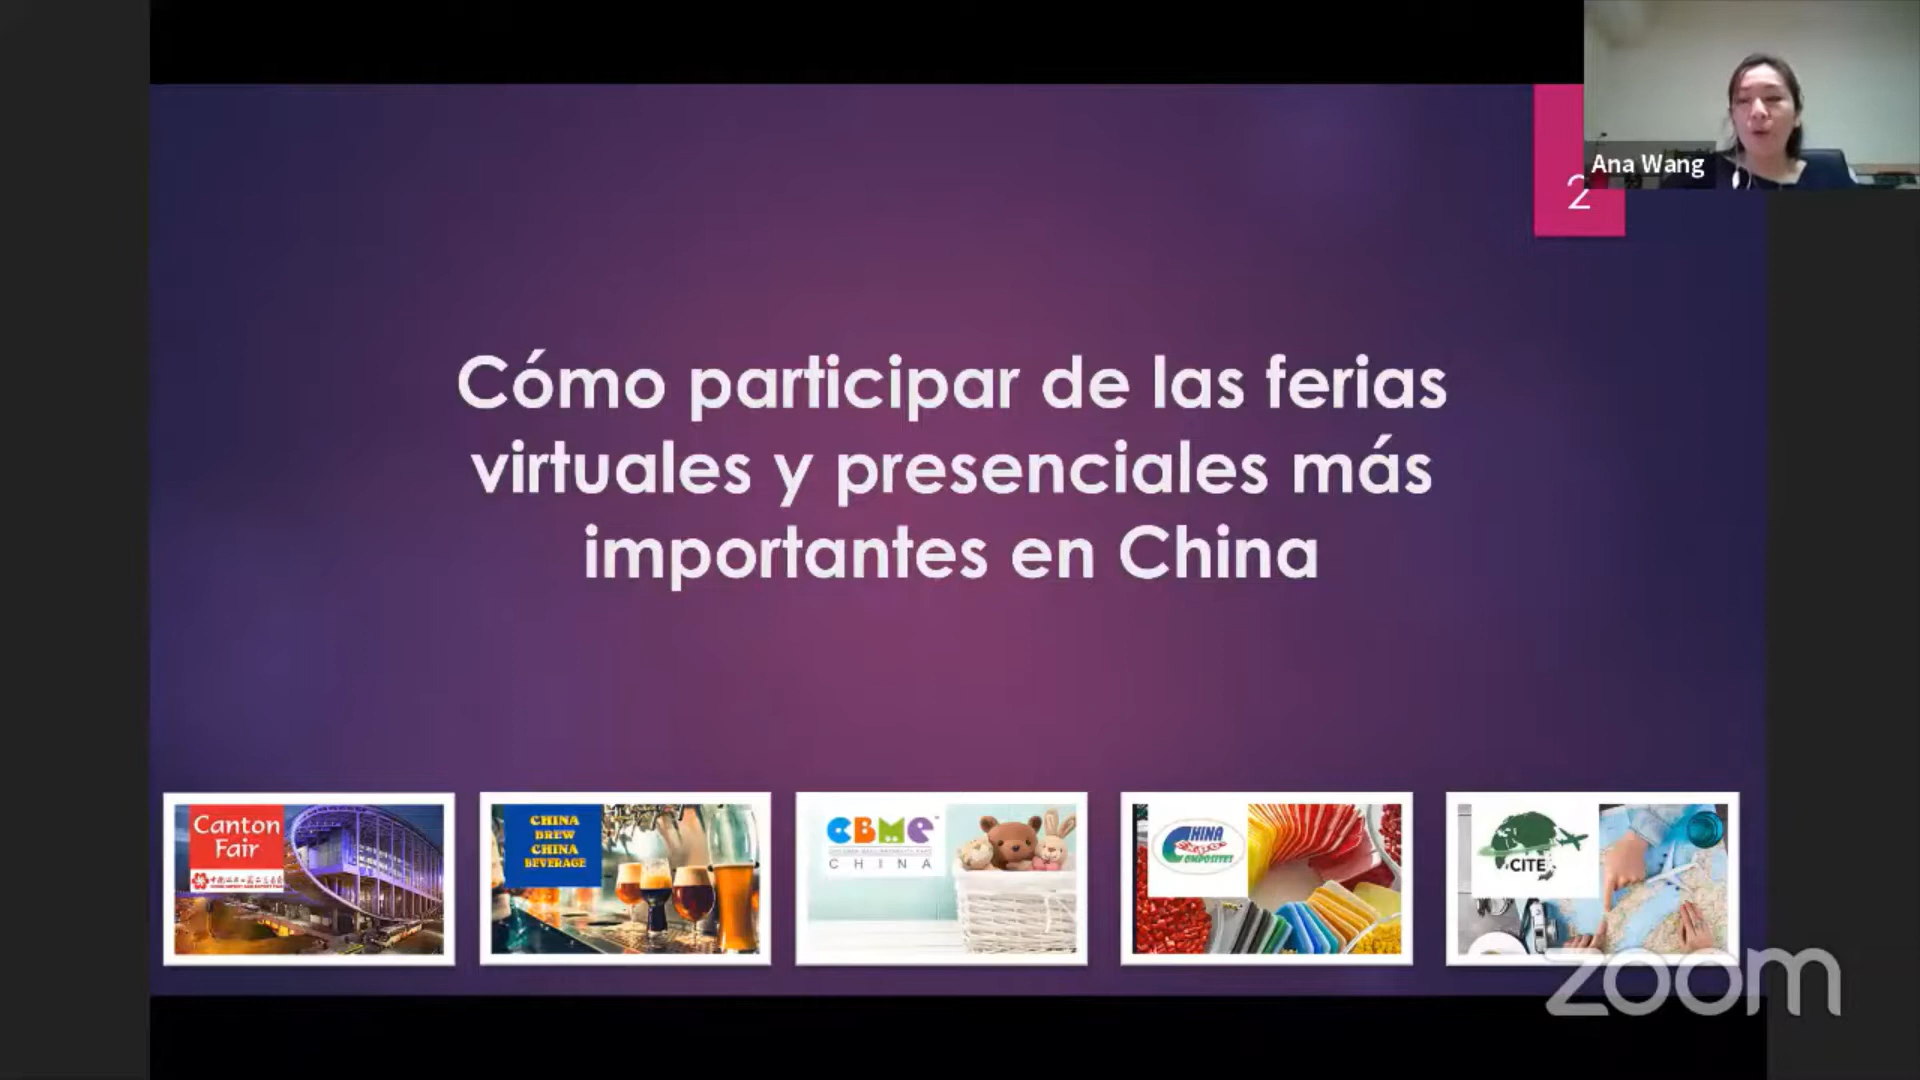 Ana Wang
2
Cómo participar de las ferias
virtuales y presenciales más
importantes en China
Canton
Fair
CHINA
BREW
CHINA
BEVERAGE
CBME
CHINA
CHINA
EXPO
COMPOSITES
CITE
zoom